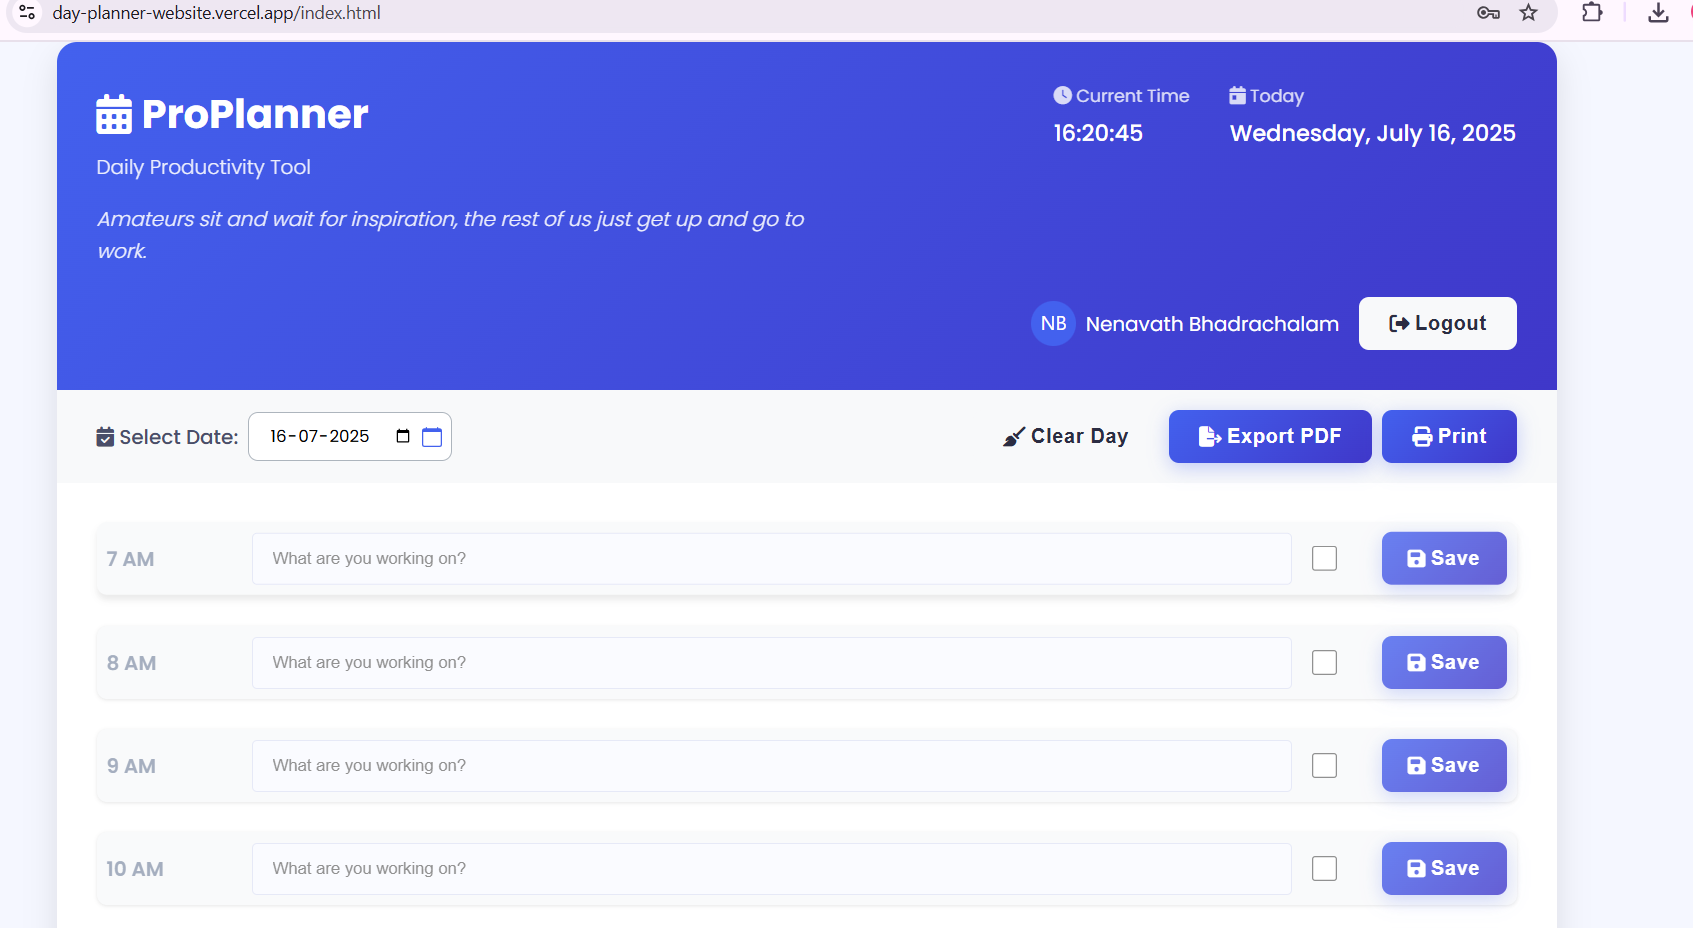 day-planner-website.vercel.app/index.html
ProPlanner
Daily Productivity Tool
Amateurs sit and wait for inspiration, the rest of us just get up and go to
work.
Current Time
16:20:45
Today
Wednesday, July 16, 2025
NB Nenavath Bhadrachalam Logout
Select Date: 16-07-2025 Clear Day Export PDF Print
7 AM What are you working on? Save
8 AM What are you working on? Save
9 AM What are you working on? Save
10 AM What are you working on? Save